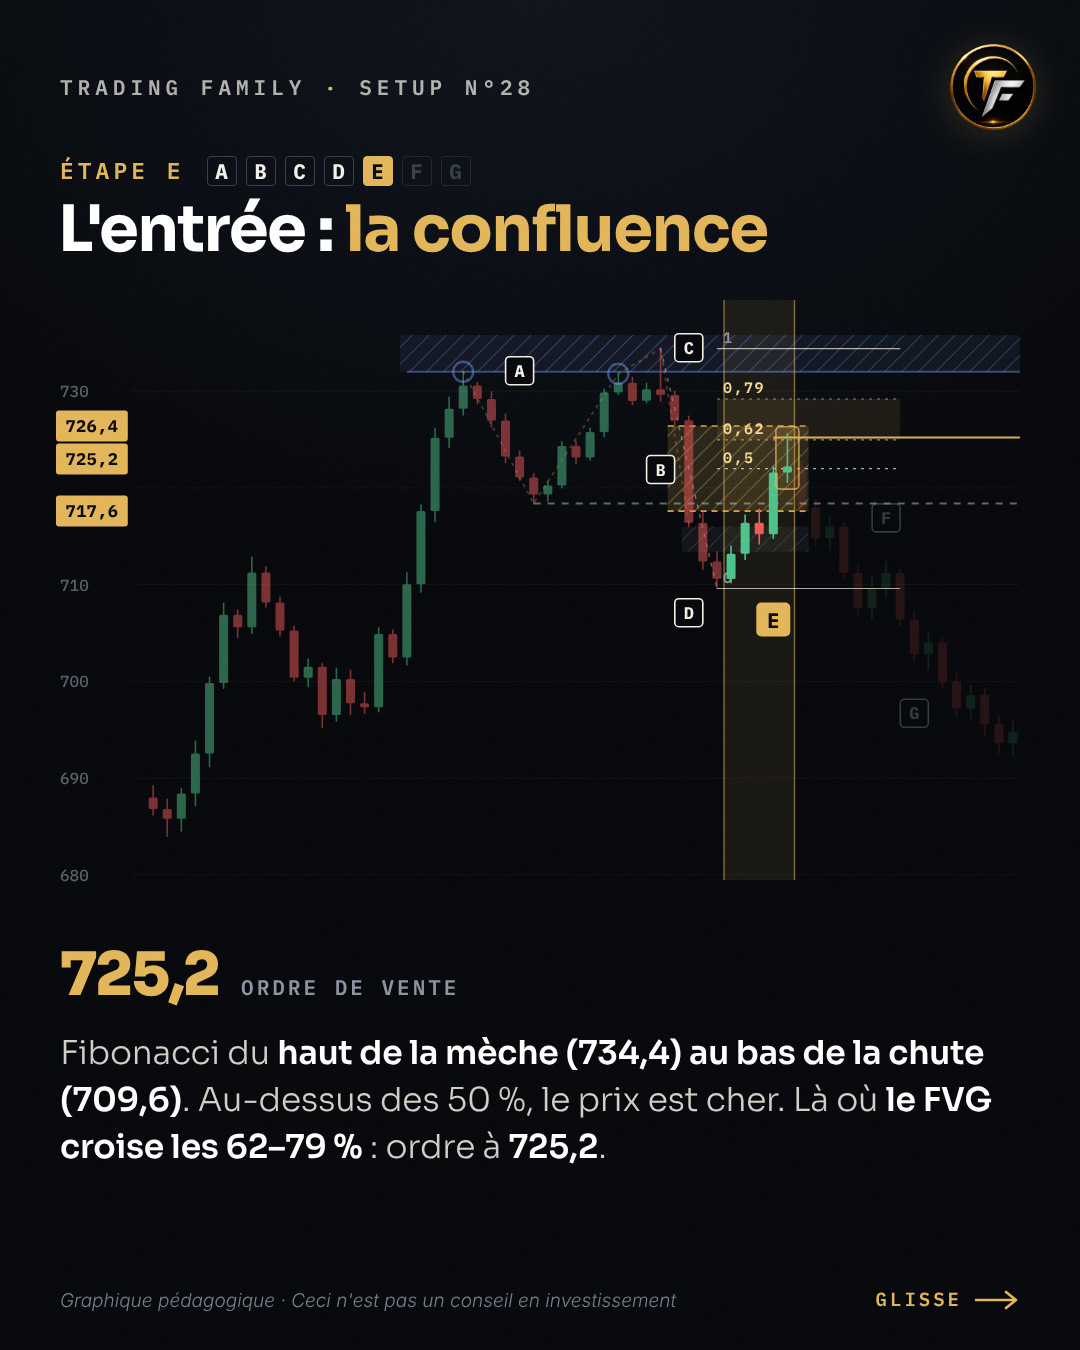 TRADING FAMILY · SETUP N°28
TF
ÉTAPE E A B C D E F G
L'entrée : la confluence
1
C
A
730
0,79
726,4
0,62
725,2
0,5
B
717,6
F
710
0
D
E
700
G
690
680
725,2 ORDRE DE VENTE
Fibonacci du haut de la mèche (734,4) au bas de la chute
(709,6). Au-dessus des 50 %, le prix est cher. Là où le FVG
croise les 62–79 % : ordre à 725,2.
Graphique pédagogique · Ceci n'est pas un conseil en investissement
GLISSE →